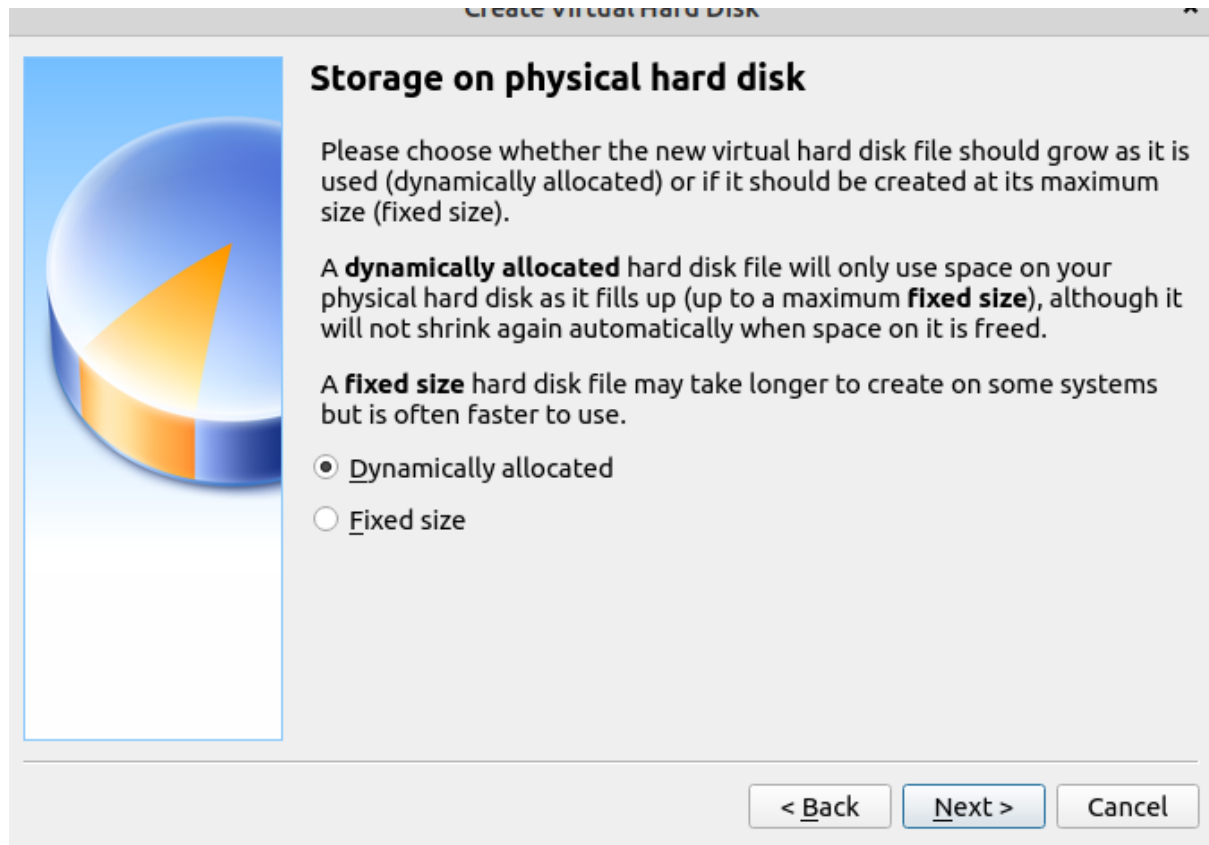 Create Virtual Hard Disk
Storage on physical hard disk
Please choose whether the new virtual hard disk file should grow as it is
used (dynamically allocated) or if it should be created at its maximum
size (fixed size).
A dynamically allocated hard disk file will only use space on your
physical hard disk as it fills up (up to a maximum fixed size), although it
will not shrink again automatically when space on it is freed.
A fixed size hard disk file may take longer to create on some systems
but is often faster to use.
Dynamically allocated
Fixed size
< Back Next > Cancel